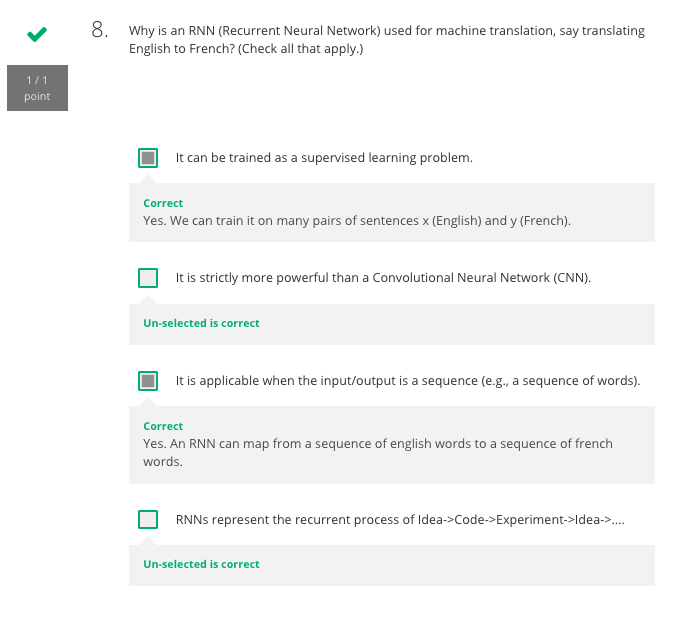 8.
Why is an RNN (Recurrent Neural Network) used for machine translation, say translating
English to French? (Check all that apply.)
1 / 1
point
It can be trained as a supervised learning problem.
Correct
Yes. We can train it on many pairs of sentences x (English) and y (French).
It is strictly more powerful than a Convolutional Neural Network (CNN).
Un-selected is correct
It is applicable when the input/output is a sequence (e.g., a sequence of words).
Correct
Yes. An RNN can map from a sequence of english words to a sequence of french
words.
RNNs represent the recurrent process of Idea->Code->Experiment->Idea->....
Un-selected is correct